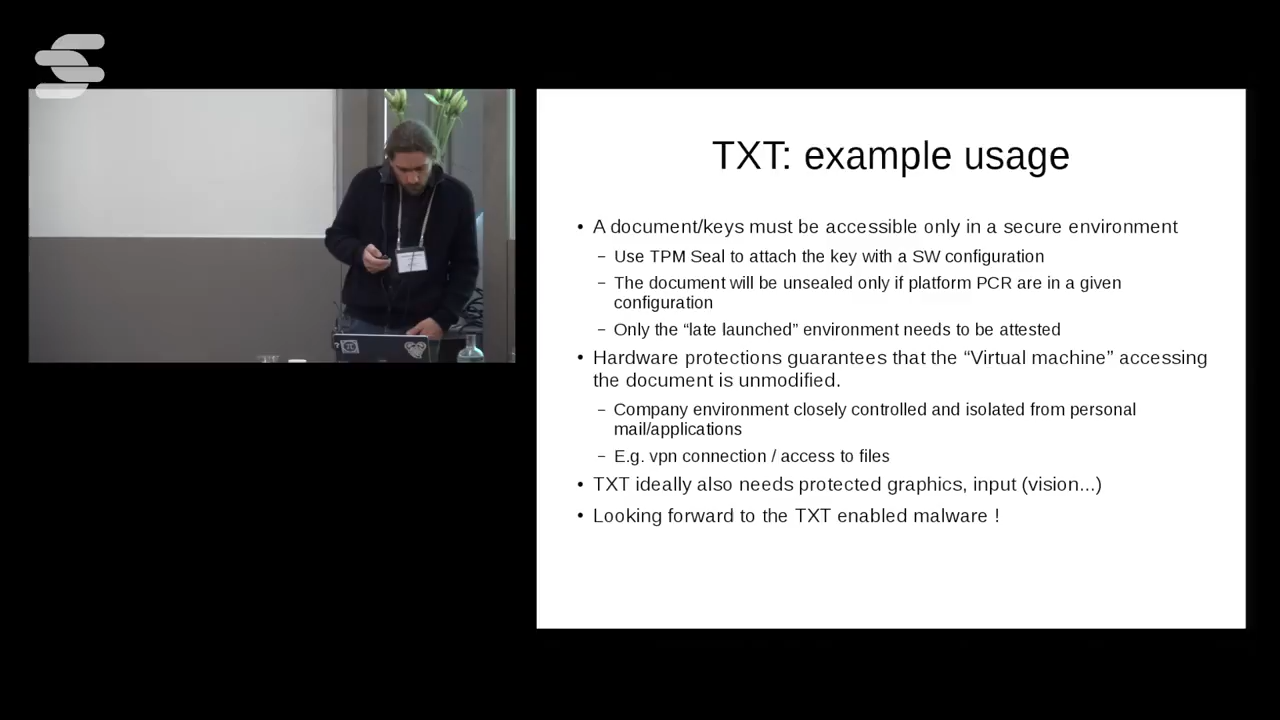 TXT: example usage
• A document/keys must be accessible only in a secure environment
– Use TPM Seal to attach the key with a SW configuration
– The document will be unsealed only if platform PCR are in a given
configuration
– Only the “late launched” environment needs to be attested
• Hardware protections guarantees that the “Virtual machine” accessing
the document is unmodified.
– Company environment closely controlled and isolated from personal
mail/applications
– E.g. vpn connection / access to files
• TXT ideally also needs protected graphics, input (vision...)
• Looking forward to the TXT enabled malware !